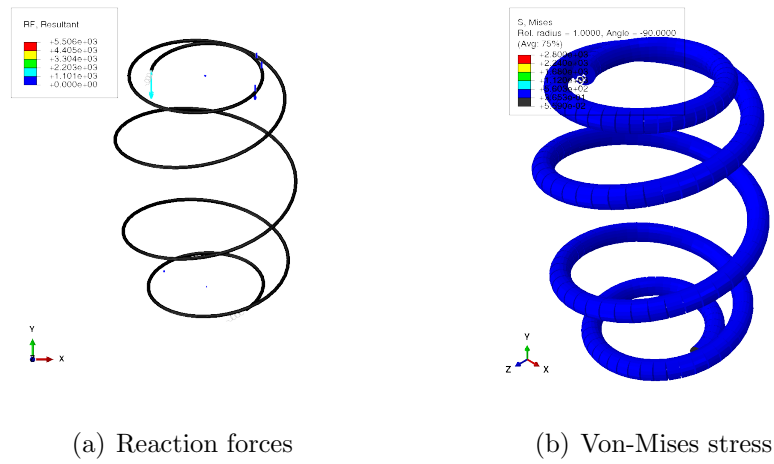 RF, Resultant
+5.506e+03
+4.405e+03
+3.304e+03
+2.203e+03
+1.101e+03
+0.000e+00
Y
X
(a) Reaction forces
S, Mises
Rel. radius = 1.0000, Angle = -90.0000
(Avg: 75%)
Y
Z
X
(b) Von-Mises stress